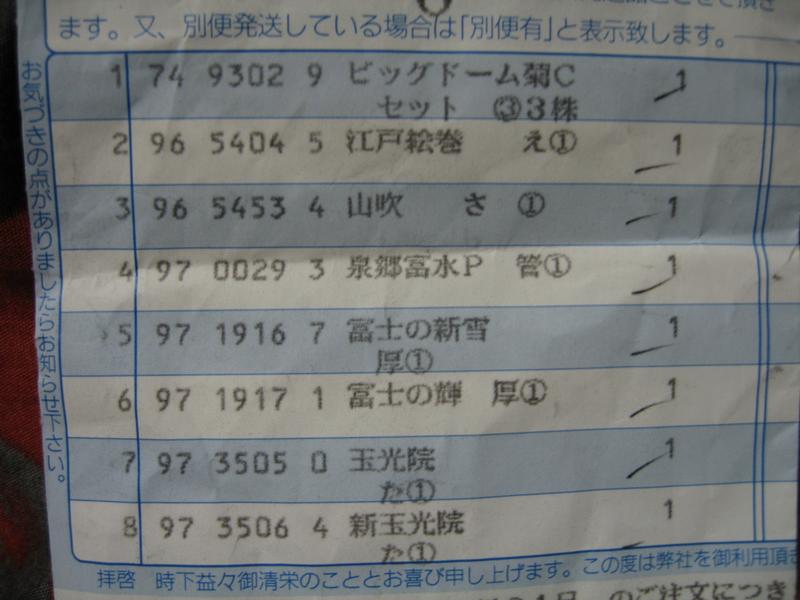 ます。又、別便発送している場合は「別便有」と表示致します。
お気づきの点がありましたらお知らせ下さい。
1 74 9302 9 ビッグドーム菊C 1
セット ③3株
2 96 5404 5 江戸絵巻 え① 1
3 96 5453 4 山吹 さ ① 1
4 97 0029 3 泉郷富水P 管① 1
5 97 1916 7 富士の新雪 1
厚①
6 97 1917 1 富士の輝 厚① 1
7 97 3505 0 玉光院 1
た①
8 97 3506 4 新玉光院 1
た①
拝啓 時下益々御清栄のこととお喜び申し上げます。この度は弊社を御利用頂き
のご注文につき